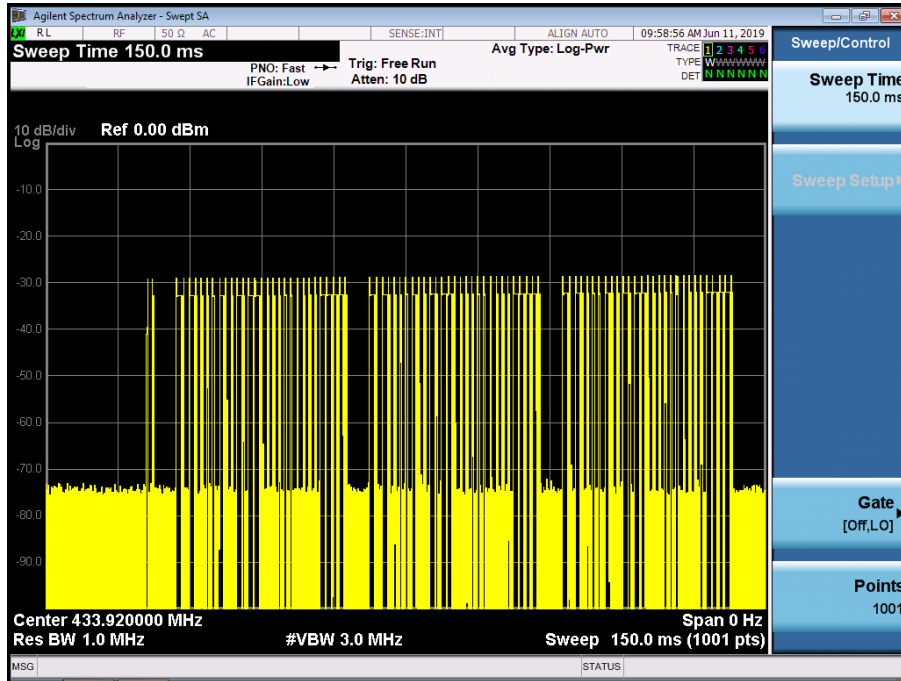 Agilent Spectrum Analyzer - Swept SA
LXI RL RF 50 Ω AC SENSE:INT ALIGN AUTO 09:58:56 AM Jun 11, 2019
Sweep Time 150.0 ms
PNO: Fast
IFGain:Low
Trig: Free Run
Atten: 10 dB
Avg Type: Log-Pwr
TRACE 1 2 3 4 5 6
TYPE W W W W W W
DET N N N N N N
10 dB/div Ref 0.00 dBm
Log
-10.0
-20.0
-30.0
-40.0
-50.0
-60.0
-70.0
-80.0
-90.0
Center 433.920000 MHz Span 0 Hz
Res BW 1.0 MHz #VBW 3.0 MHz Sweep 150.0 ms (1001 pts)
MSG STATUS
Sweep/Control
Sweep Time
150.0 ms
Sweep Setup
Gate
[Off,LO]
Points
1001